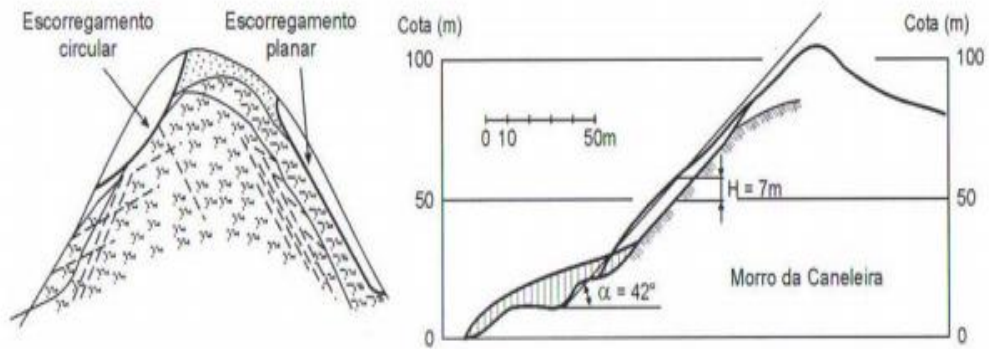 Escorregamento
circular
Escorregamento
planar
Cota (m)
100
50
0
0 10 50m
H = 7m
α = 42º
Morro da Caneleira
Cota (m)
100
50
0